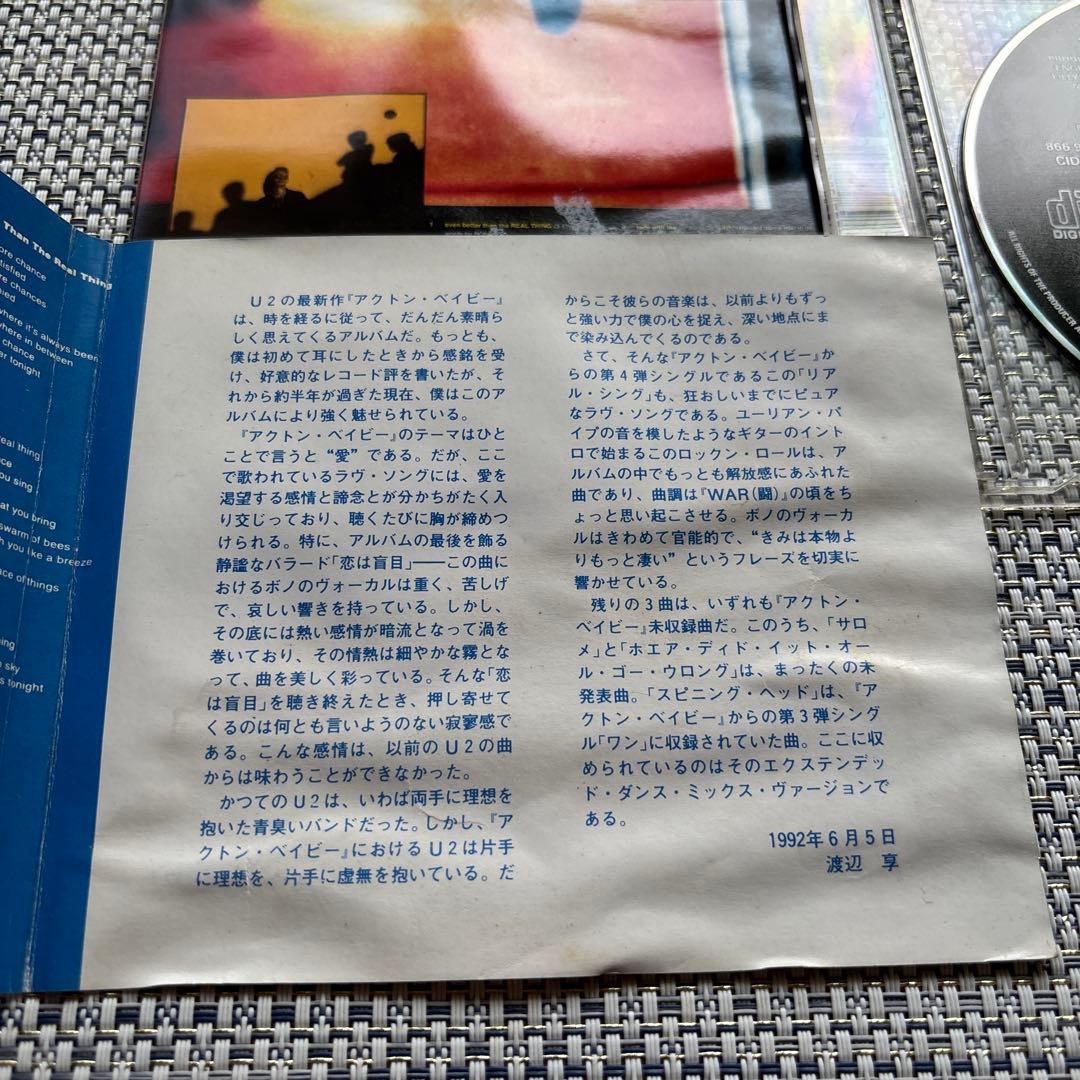 even better than the REAL THING
866 9
CID
DIG
ALL RIGHTS OF THE PRODUCER
Than The Real Thing
ore chance
tisfied
re chances
nied
where it's always been
where in between
chance
er tonight
eal thing
nce
ou sing
at you bring
swarm of bees
h you like a breeze
ace of things
hing
sky
s tonight
U2の最新作『アクトン・ベイビー』
は、時を経るに従って、だんだん素晴ら
しく思えてくるアルバムだ。もっとも、
僕は初めて耳にしたときから感銘を受
け、好意的なレコード評を書いたが、そ
れから約半年が過ぎた現在、僕はこのア
ルバムにより強く魅せられている。
『アクトン・ベイビー』のテーマはひと
ことで言うと“愛”である。だが、ここ
で歌われているラヴ・ソングには、愛を
渇望する感情と諦念とが分かちがたく入
り交じっており、聴くたびに胸が締めつ
けられる。特に、アルバムの最後を飾る
静謐なバラード「恋は盲目」──この曲に
おけるボノのヴォーカルは重く、苦しげ
で、哀しい響きを持っている。しかし、
その底には熱い感情が暗流となって渦を
巻いており、その情熱は細やかな霧とな
って、曲を美しく彩っている。そんな「恋
は盲目」を聴き終えたとき、押し寄せて
くるのは何とも言いようのない寂寥感で
ある。こんな感情は、以前のU2の曲
からは味わうことができなかった。
かつてのU2は、いわば両手に理想を
抱いた青臭いバンドだった。しかし、『ア
クトン・ベイビー』におけるU2は片手
に理想を、片手に虚無を抱いている。だ
からこそ彼らの音楽は、以前よりもずっ
と強い力で僕の心を捉え、深い地点にま
で染み込んでくるのである。
さて、そんな『アクトン・ベイビー』か
らの第4弾シングルであるこの「リア
ル・シング」も、狂おしいまでにピュア
なラヴ・ソングである。ユーリアン・パ
イプの音を模したようなギターのイント
ロで始まるこのロックン・ロールは、ア
ルバムの中でもっとも解放感にあふれた
曲であり、曲調は『WAR(闘)』の頃をち
ょっと思い起こさせる。ボノのヴォーカ
ルはきわめて官能的で、“きみは本物よ
りもっと凄い”というフレーズを切実に
響かせている。
残りの3曲は、いずれも『アクトン・
ベイビー』未収録曲だ。このうち、「サロ
メ」と「ホエア・ディド・イット・オー
ル・ゴー・ウロング」は、まったくの未
発表曲。「スピニング・ヘッド」は、『ア
クトン・ベイビー』からの第3弾シング
ル「ワン」に収録されていた曲。ここに収
められているのはそのエクステンデッ
ド・ダンス・ミックス・ヴァージョンで
ある。
1992年6月5日
渡辺 享